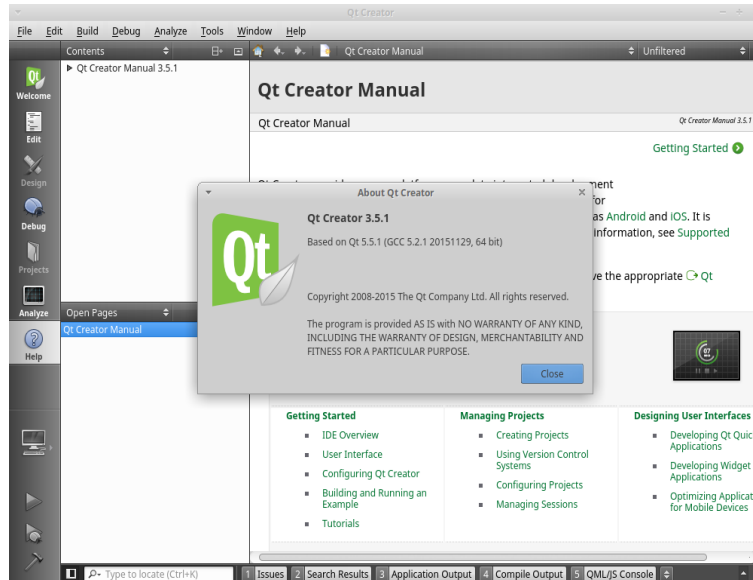 Qt Creator
File Edit Build Debug Analyze Tools Window Help
Contents
Qt Creator Manual
Unfiltered
Qt Creator Manual 3.5.1
Qt
Welcome
Edit
Design
Debug
Projects
Analyze
Help
Open Pages
Qt Creator Manual
Qt Creator Manual
Qt Creator Manual
Qt Creator Manual 3.5.1
Getting Started
for
as Android and iOS. It is
information, see Supported
the appropriate Qt
About Qt Creator
Qt
Qt Creator 3.5.1
Based on Qt 5.5.1 (GCC 5.2.1 20151129, 64 bit)
Copyright 2008-2015 The Qt Company Ltd. All rights reserved.
The program is provided AS IS with NO WARRANTY OF ANY KIND,
INCLUDING THE WARRANTY OF DESIGN, MERCHANTABILITY AND
FITNESS FOR A PARTICULAR PURPOSE.
Close
07
Getting Started
IDE Overview
User Interface
Configuring Qt Creator
Building and Running an
Example
Tutorials
Managing Projects
Creating Projects
Using Version Control
Systems
Configuring Projects
Managing Sessions
Designing User Interfaces
Developing Qt Quic
Applications
Developing Widget
Applications
Optimizing Applicat
for Mobile Devices
Type to locate (Ctrl+K)
1 Issues 2 Search Results 3 Application Output 4 Compile Output 5 QML/JS Console